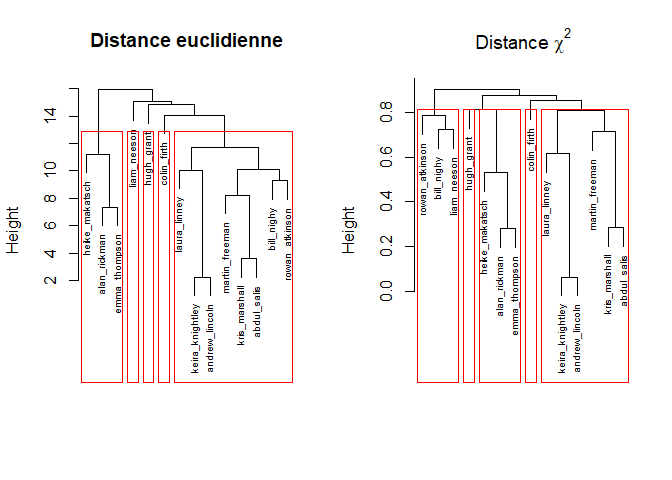 Distance euclidienne
Height
2
4
6
8
10
14
heike_makatsch
alan_rickman
emma_thompson
liam_neeson
hugh_grant
colin_firth
laura_linney
keira_knightley
andrew_lincoln
martin_freeman
kris_marshall
abdul_salis
bill_nighy
rowan_atkinson
Distance χ²
Height
0.0
0.2
0.4
0.6
0.8
rowan_atkinson
bill_nighy
liam_neeson
hugh_grant
heike_makatsch
alan_rickman
emma_thompson
colin_firth
laura_linney
keira_knightley
andrew_lincoln
martin_freeman
kris_marshall
abdul_salis